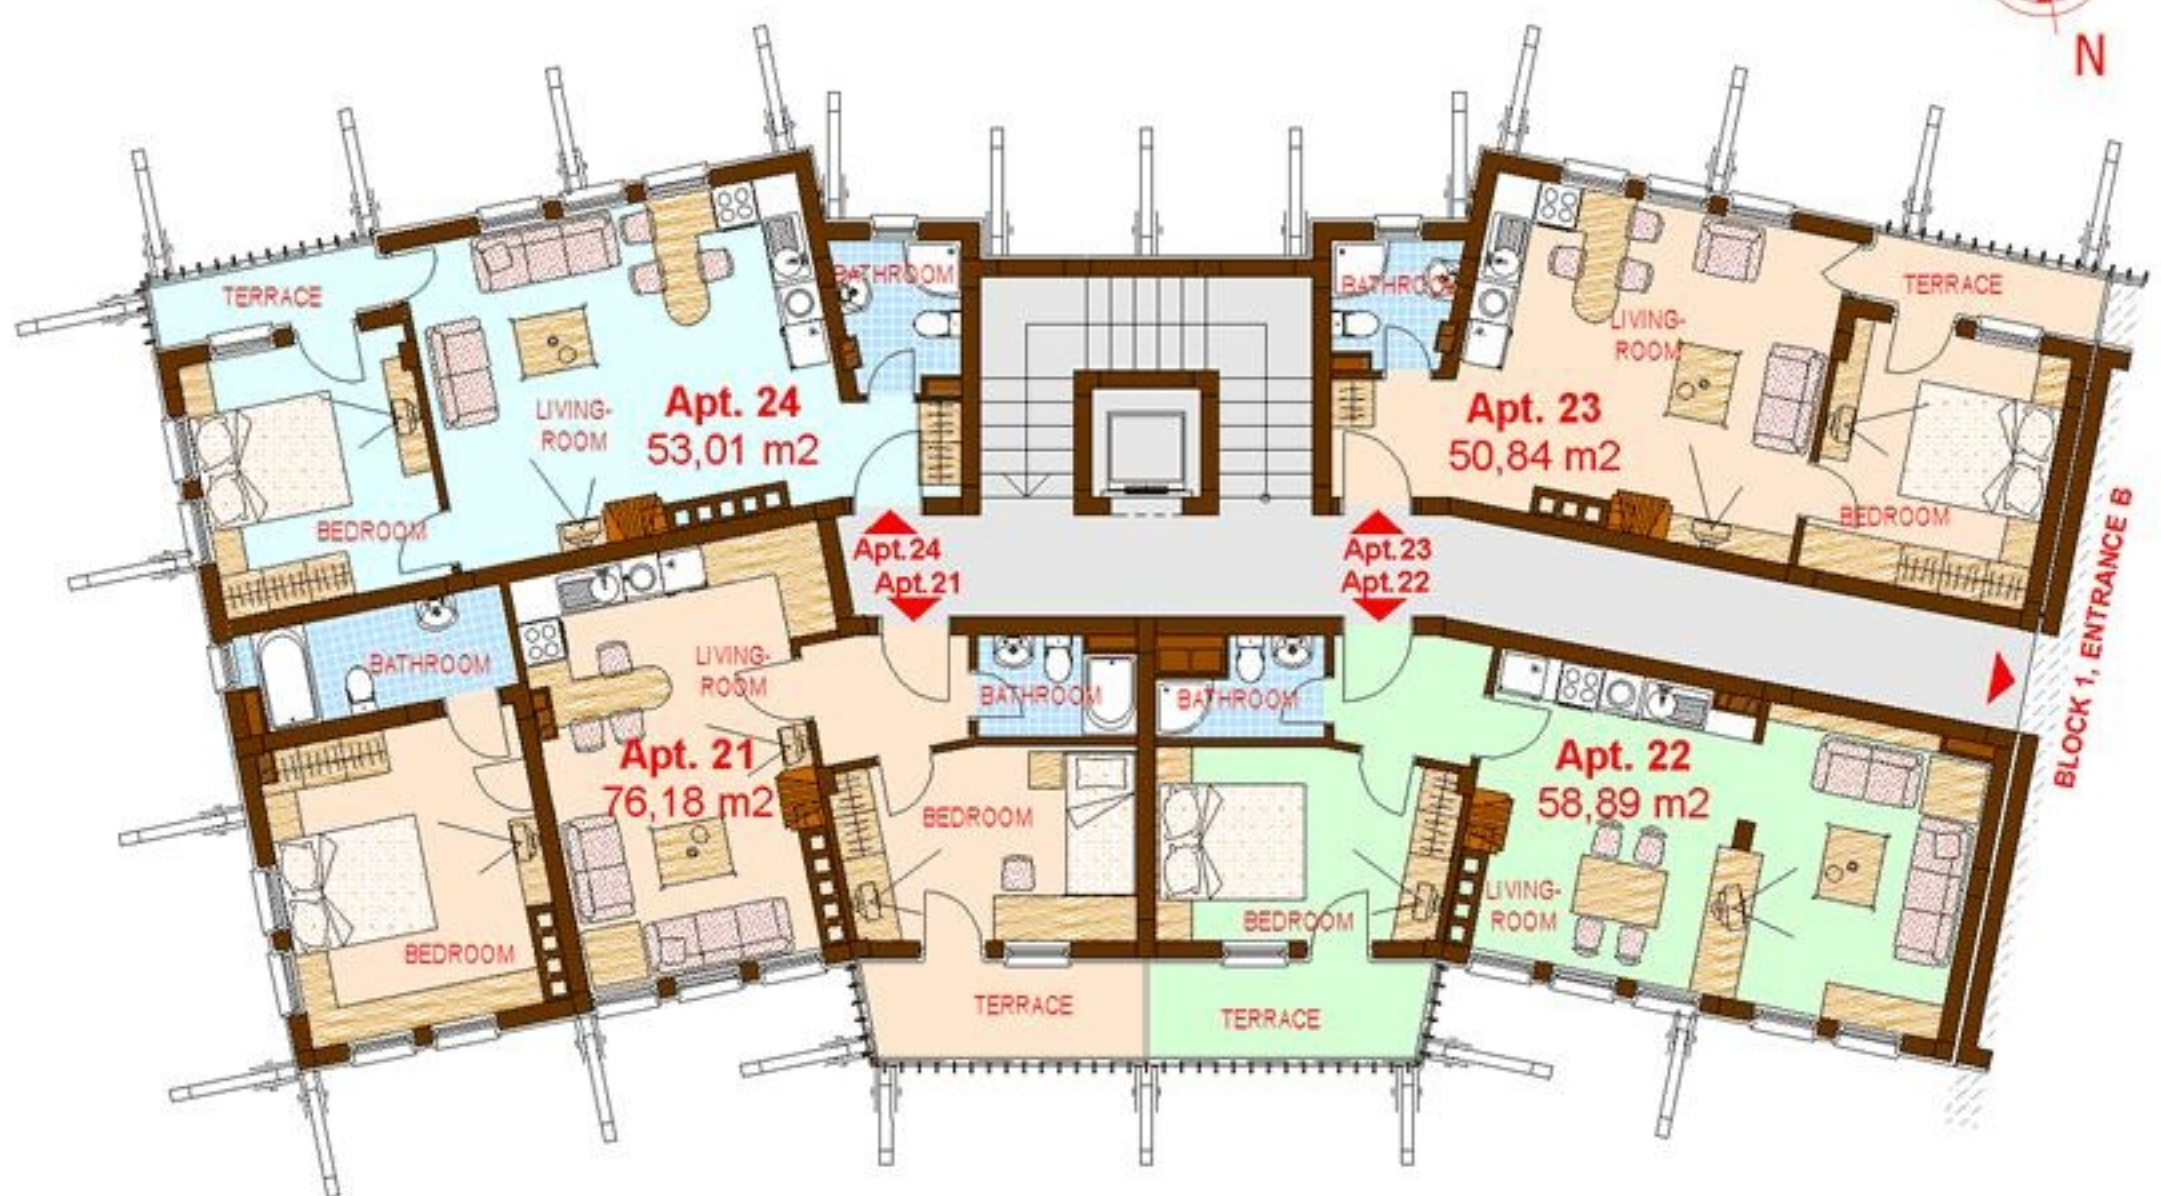 N
BATHROOM
TERRACE
LIVING-
ROOM
Apt. 24
53,01 m2
BEDROOM
BATHROOM
TERRACE
LIVING-
ROOM
Apt. 23
50,84 m2
BEDROOM
Apt.24
Apt.21
Apt.23
Apt.22
BLOCK 1, ENTRANCE B
BATHROOM
LIVING-
ROOM
Apt. 21
76,18 m2
BEDROOM
BATHROOM
BEDROOM
TERRACE
BATHROOM
BEDROOM
TERRACE
Apt. 22
58,89 m2
LIVING-
ROOM